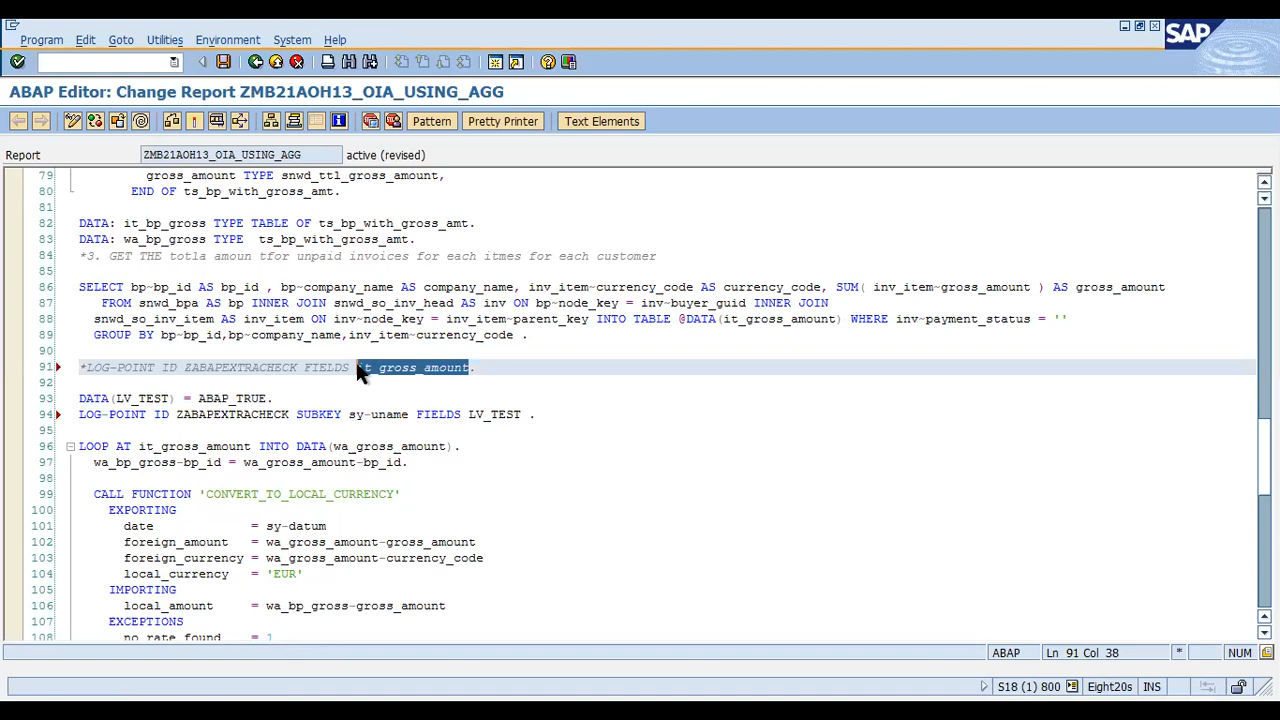 Program Edit Goto Utilities Environment System Help
SAP
ABAP Editor: Change Report ZMB21AOH13_OIA_USING_AGG
Pattern Pretty Printer Text Elements
Report ZMB21AOH13_OIA_USING_AGG active (revised)
79 gross_amount TYPE snwd_ttl_gross_amount,
80 END OF ts_bp_with_gross_amt.
81
82 DATA: it_bp_gross TYPE TABLE OF ts_bp_with_gross_amt.
83 DATA: wa_bp_gross TYPE ts_bp_with_gross_amt.
84 *3. GET THE totla amoun tfor unpaid invoices for each itmes for each customer
85
86 SELECT bp~bp_id AS bp_id , bp~company_name AS company_name, inv_item~currency_code AS currency_code, SUM( inv_item~gross_amount ) AS gross_amount
87 FROM snwd_bpa AS bp INNER JOIN snwd_so_inv_head AS inv ON bp~node_key = inv~buyer_guid INNER JOIN
88 snwd_so_inv_item AS inv_item ON inv~node_key = inv_item~parent_key INTO TABLE @DATA(it_gross_amount) WHERE inv~payment_status = ''
89 GROUP BY bp~bp_id,bp~company_name,inv_item~currency_code .
90
91 *LOG-POINT ID ZABAPEXTRACHECK FIELDS it_gross_amount.
92
93 DATA(LV_TEST) = ABAP_TRUE.
94 LOG-POINT ID ZABAPEXTRACHECK SUBKEY sy-uname FIELDS LV_TEST .
95
96 LOOP AT it_gross_amount INTO DATA(wa_gross_amount).
97 wa_bp_gross-bp_id = wa_gross_amount-bp_id.
98
99 CALL FUNCTION 'CONVERT_TO_LOCAL_CURRENCY'
100 EXPORTING
101 date = sy-datum
102 foreign_amount = wa_gross_amount-gross_amount
103 foreign_currency = wa_gross_amount-currency_code
104 local_currency = 'EUR'
105 IMPORTING
106 local_amount = wa_bp_gross-gross_amount
107 EXCEPTIONS
108 no_rate_found = 1
ABAP Ln 91 Col 38 * NUM
S18 (1) 800 Eight20s INS